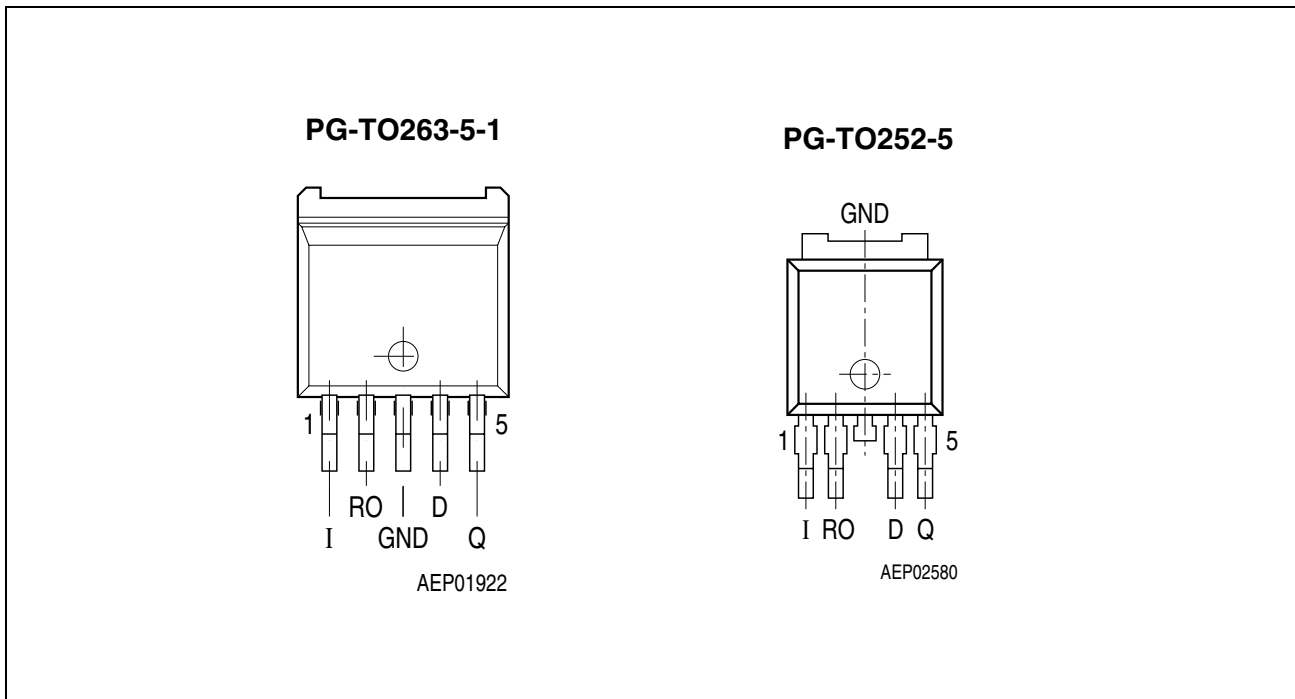 PG-TO263-5-1
1 5
RO D
I GND Q
AEP01922
PG-TO252-5
GND
1 5
I RO D Q
AEP02580